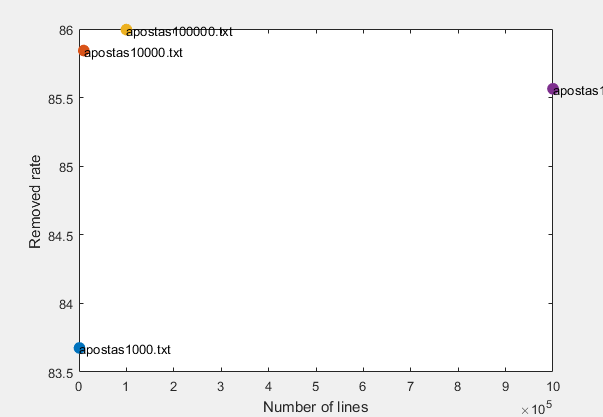 86
apostas100000.txt
apostas10000.txt
85.5
apostas1
85
Removed rate
84.5
84
apostas1000.txt
83.5
0 1 2 3 4 5 6 7 8 9 10
Number of lines
×10^5